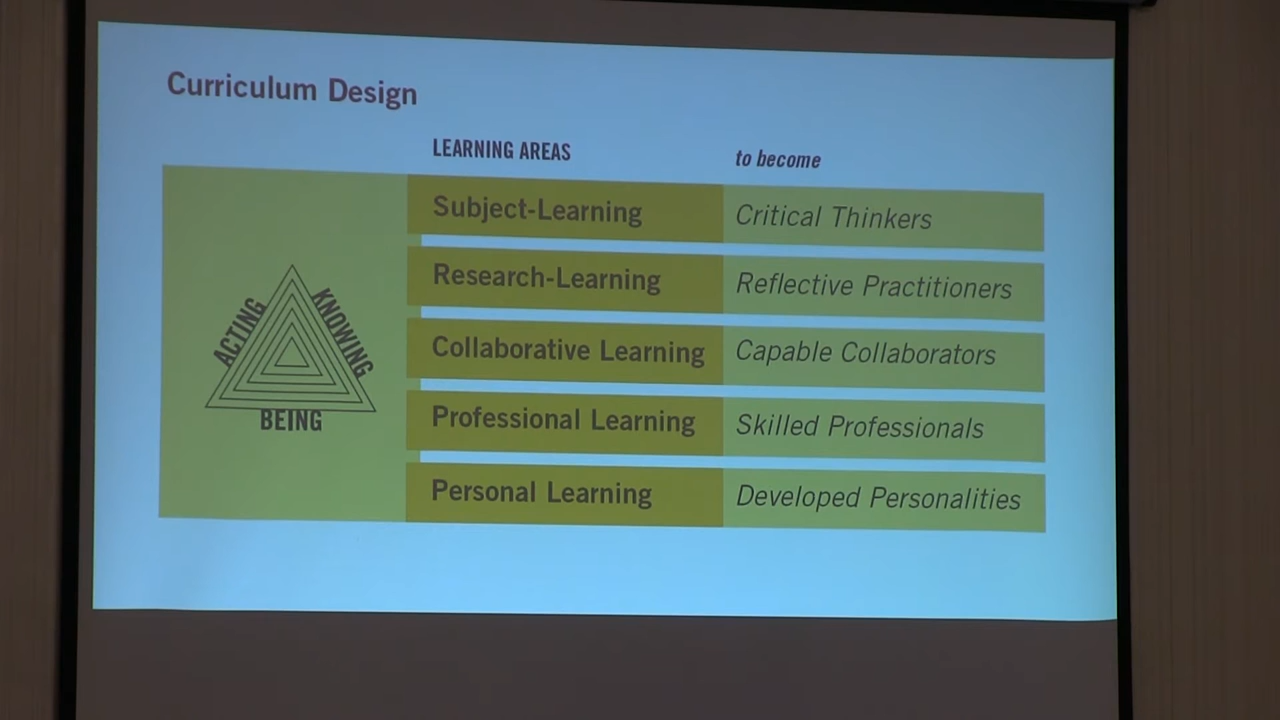 Curriculum Design
LEARNING AREAS
to become
Subject-Learning
Critical Thinkers
Research-Learning
Reflective Practitioners
Collaborative Learning
Capable Collaborators
Professional Learning
Skilled Professionals
Personal Learning
Developed Personalities
ACTING
KNOWING
BEING